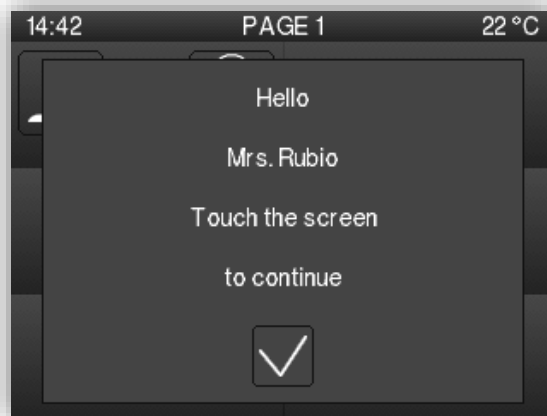 14:42 PAGE 1 22 °C
Hello
Mrs. Rubio
Touch the screen
to continue